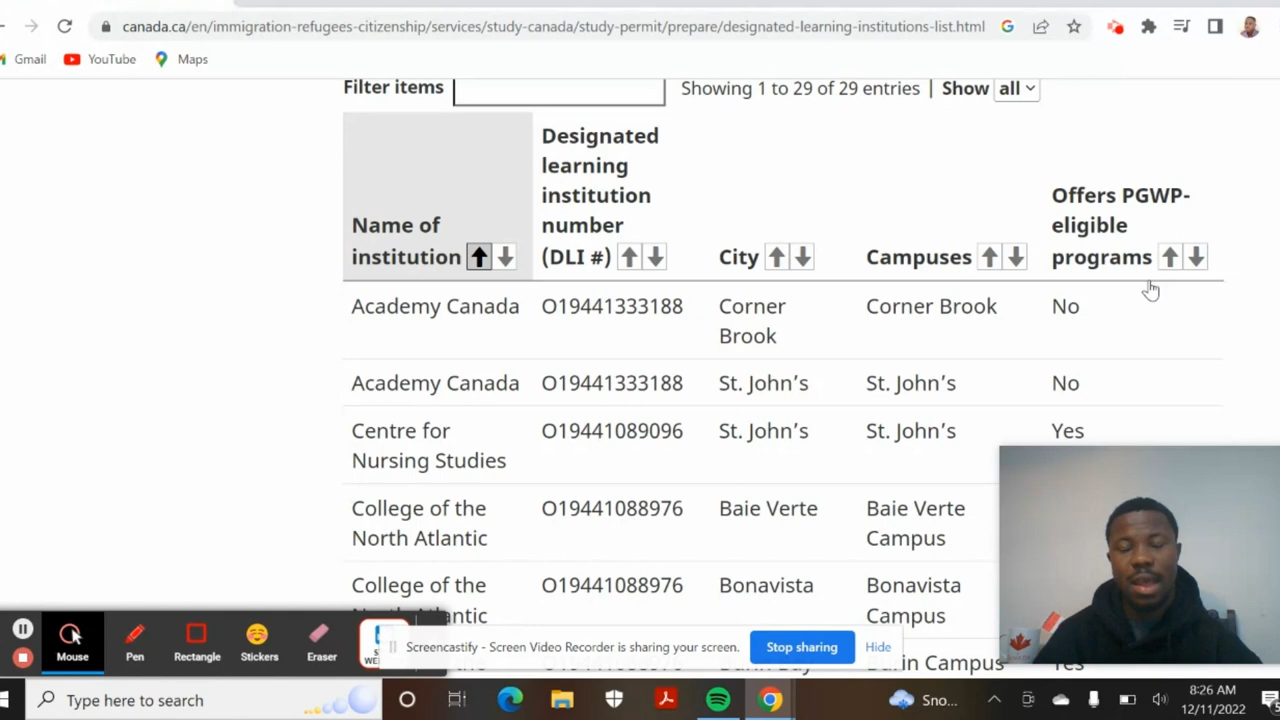 canada.ca/en/immigration-refugees-citizenship/services/study-canada/study-permit/prepare/designated-learning-institutions-list.html
Gmail
YouTube
Maps
Filter items
Showing 1 to 29 of 29 entries | Show all
Name of
institution
Designated
learning
institution
number
(DLI #)
City
Campuses
Offers PGWP-
eligible
programs
Academy Canada
O19441333188
Corner
Brook
Corner Brook
No
Academy Canada
O19441333188
St. John’s
St. John’s
No
Centre for
Nursing Studies
O19441089096
St. John’s
St. John’s
Yes
College of the
North Atlantic
O19441088976
Baie Verte
Baie Verte
Campus
College of the
North Atlantic
O19441088976
Bonavista
Bonavista
Campus
Campus
Mouse
Pen
Rectangle
Stickers
Eraser
Screencastify - Screen Video Recorder is sharing your screen.
Stop sharing
Hide
Type here to search
Sno...
8:26 AM
12/11/2022